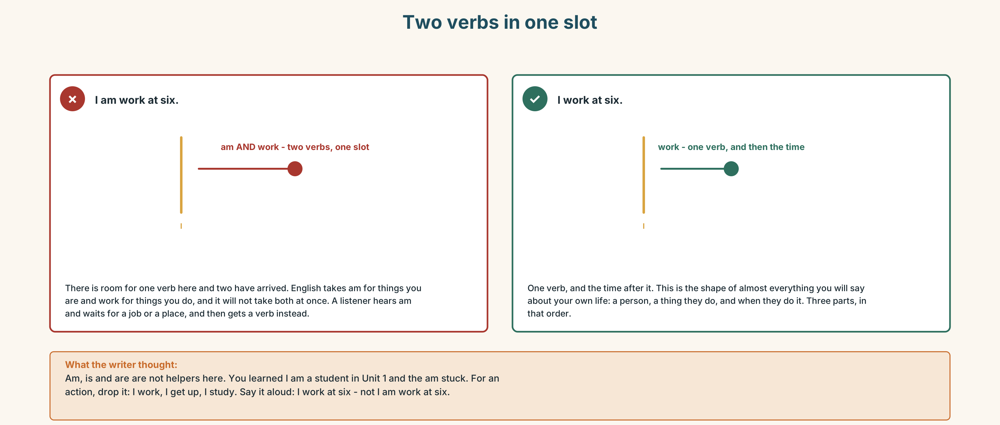 Two verbs in one slot
I am work at six.
am AND work - two verbs, one slot
There is room for one verb here and two have arrived. English takes am for things you
are and work for things you do, and it will not take both at once. A listener hears am
and waits for a job or a place, and then gets a verb instead.
I work at six.
work - one verb, and then the time
One verb, and the time after it. This is the shape of almost everything you will say
about your own life: a person, a thing they do, and when they do it. Three parts, in
that order.
What the writer thought:
Am, is and are are not helpers here. You learned I am a student in Unit 1 and the am stuck. For an
action, drop it: I work, I get up, I study. Say it aloud: I work at six - not I am work at six.